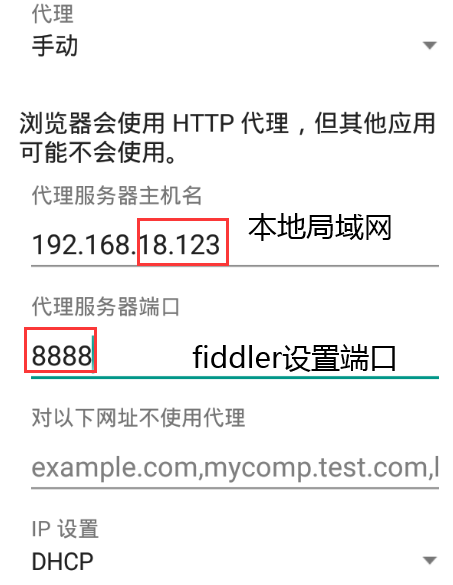 代理
手动
浏览器会使用 HTTP 代理，但其他应用
可能不会使用。
代理服务器主机名
192.168.18.123
本地局域网
代理服务器端口
8888
fiddler设置端口
对以下网址不使用代理
example.com,mycomp.test.com,l
IP 设置
DHCP